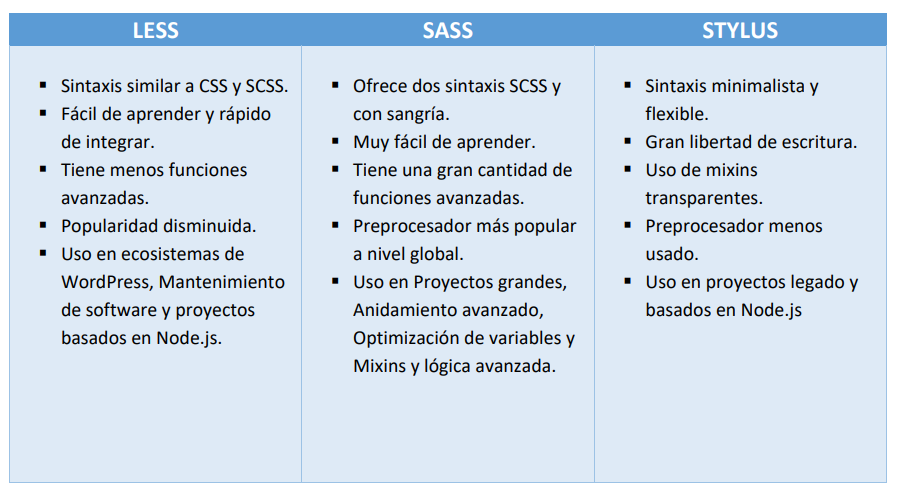 LESS
▪ Sintaxis similar a CSS y SCSS.
▪ Fácil de aprender y rápido
de integrar.
▪ Tiene menos funciones
avanzadas.
▪ Popularidad disminuida.
▪ Uso en ecosistemas de
WordPress, Mantenimiento
de software y proyectos
basados en Node.js.
SASS
▪ Ofrece dos sintaxis SCSS y
con sangría.
▪ Muy fácil de aprender.
▪ Tiene una gran cantidad de
funciones avanzadas.
▪ Preprocesador más popular
a nivel global.
▪ Uso en Proyectos grandes,
Anidamiento avanzado,
Optimización de variables y
Mixins y lógica avanzada.
STYLUS
▪ Sintaxis minimalista y
flexible.
▪ Gran libertad de escritura.
▪ Uso de mixins
transparentes.
▪ Preprocesador menos
usado.
▪ Uso en proyectos legado y
basados en Node.js